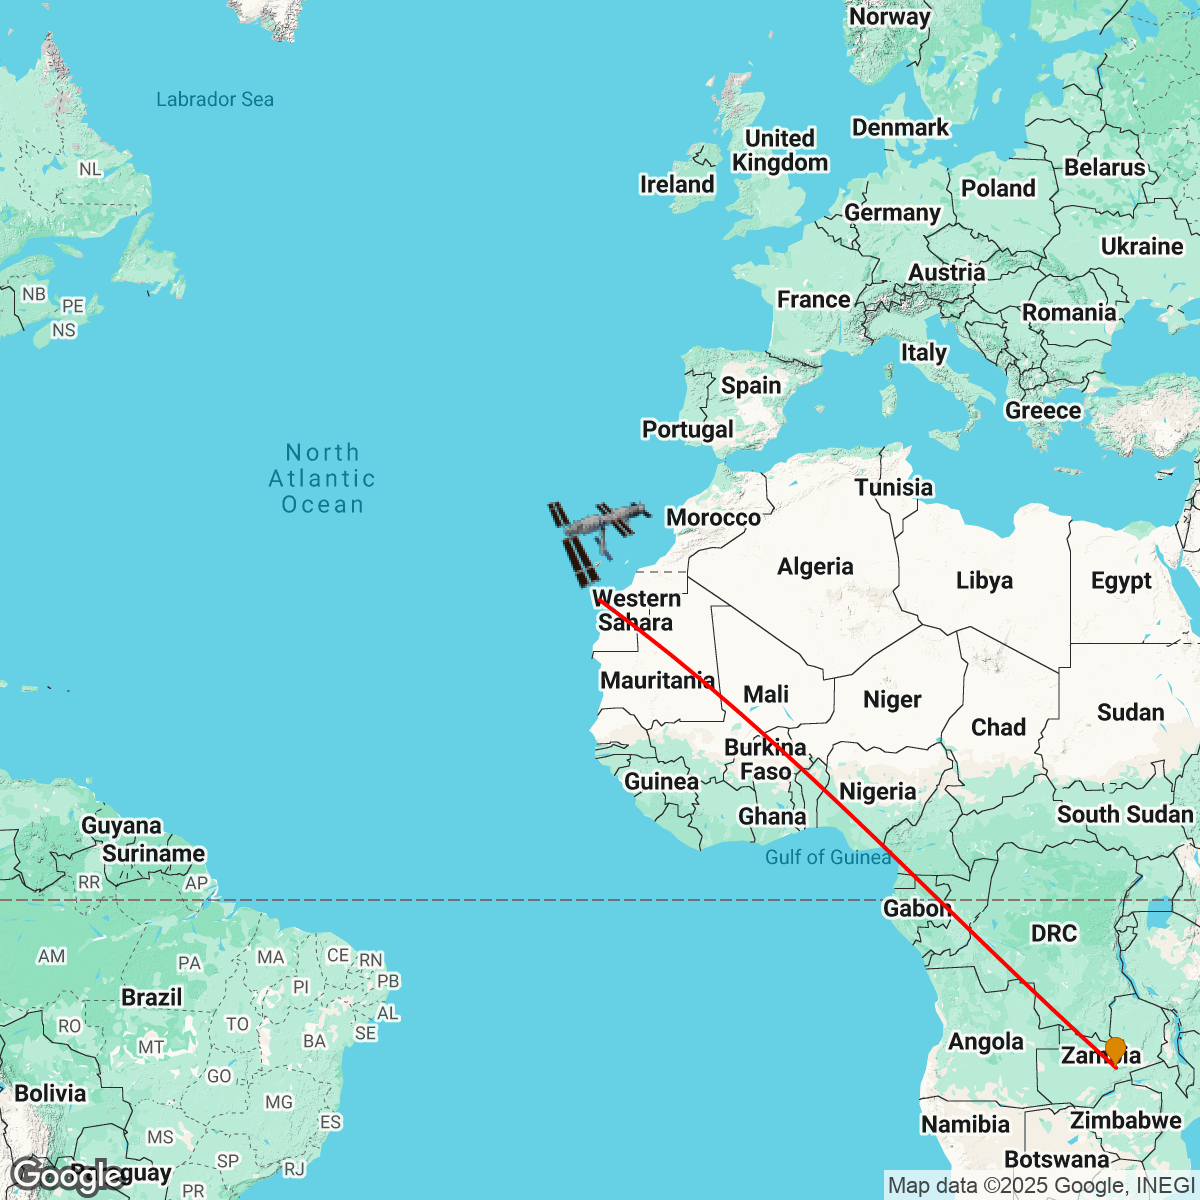 Norway
Labrador Sea
Denmark
United
Kingdom
Belarus
NL
Ireland
Poland
Germany
Ukraine
Austria
NB
PE
France
Romania
NS
Italy
Spain
Greece
Portugal
North
Atlantic
Ocean
Tunisia
Morocco
Algeria
Libya
Egypt
Western
Sahara
Mauritania
Mali
Niger
Sudan
Chad
Burkina
Faso
Guinea
Nigeria
Ghana
South Sudan
Guyana
Suriname
Gulf of Guinea
RR
AP
Gabon
DRC
AM
PA
MA
CE
RN
PI
PB
Brazil
AL
RO
TO
SE
MT
BA
Angola
Zambia
GO
Bolivia
MG
ES
Namibia
Zimbabwe
MS
SP
RJ
Botswana
Paraguay
Google
PR
Map data ©2025 Google, INEGI